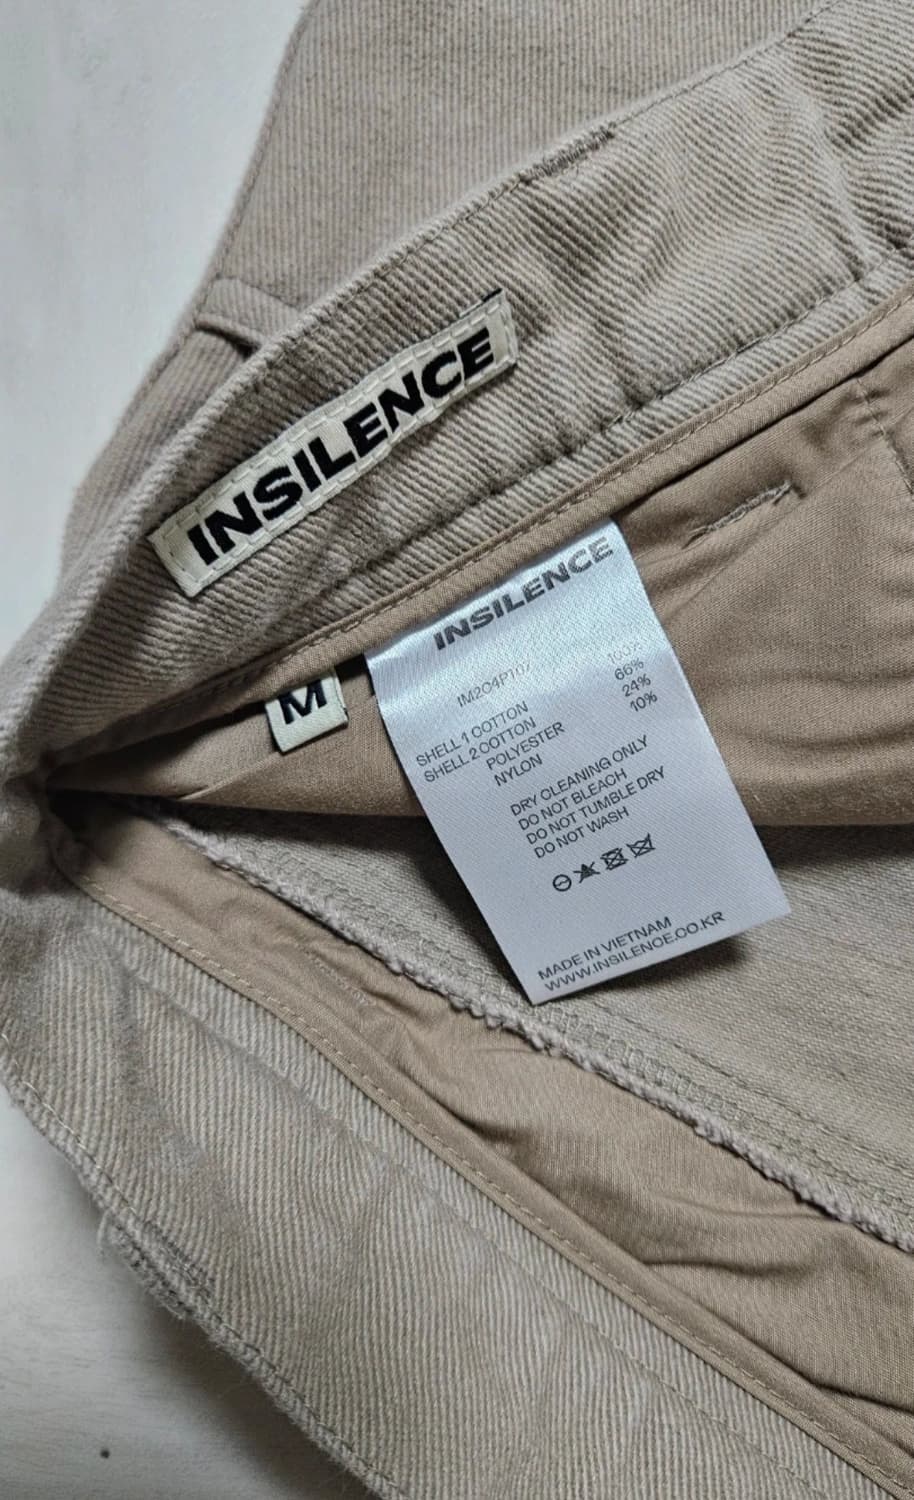 INSILENCE
M
INSILENCE
IM2C4PT07
SHELL 1 COTTON 100%
SHELL 2 COTTON 66%
POLYESTER 24%
NYLON 10%
DRY CLEANING ONLY
DO NOT BLEACH
DO NOT TUMBLE DRY
DO NOT WASH
MADE IN VIETNAM
WWW.INSILENCE.CO.KR